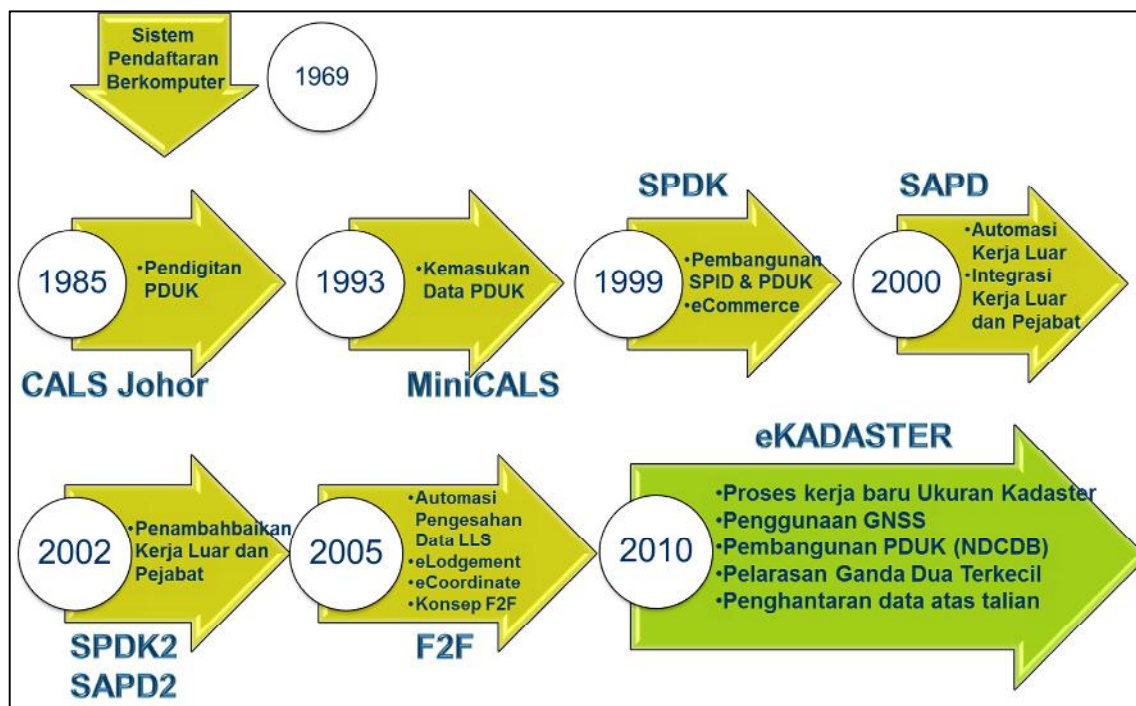 Sistem
Pendaftaran
Berkomputer
1969
1985
•Pendigitan
PDUK
CALS Johor
1993
•Kemasukan
Data PDUK
MiniCALS
SPDK
1999
•Pembangunan
SPID & PDUK
•eCommerce
SAPD
2000
•Automasi
Kerja Luar
•Integrasi
Kerja Luar
dan Pejabat
2002
•Penambahbaikan
Kerja Luar dan
Pejabat
SPDK2
SAPD2
2005
•Automasi
Pengesahan
Data LLS
•eLodgement
•eCoordinate
•Konsep F2F
F2F
eKADASTER
2010
•Proses kerja baru Ukuran Kadaster
•Penggunaan GNSS
•Pembangunan PDUK (NDCDB)
•Pelarasan Ganda Dua Terkecil
•Penghantaran data atas talian